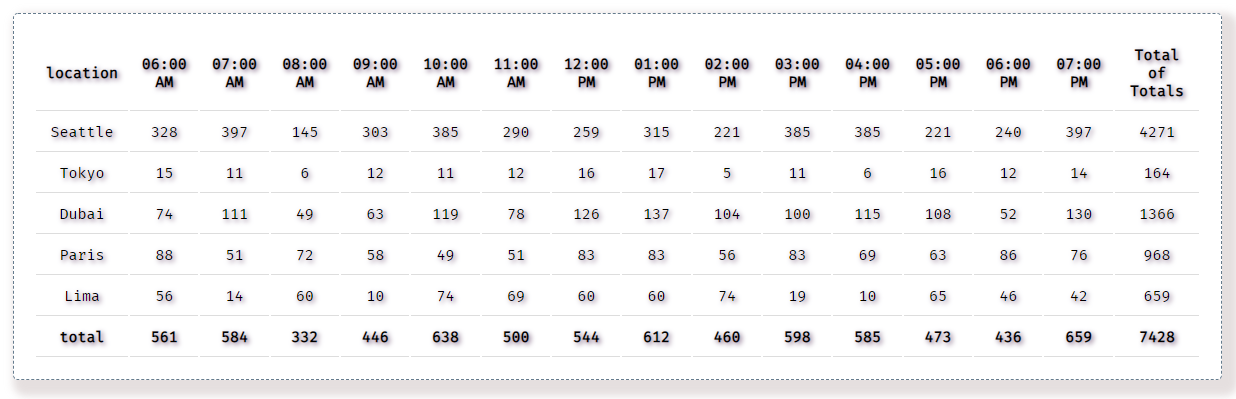 location 06:00 AM 07:00 AM 08:00 AM 09:00 AM 10:00 AM 11:00 AM 12:00 PM 01:00 PM 02:00 PM 03:00 PM 04:00 PM 05:00 PM 06:00 PM 07:00 PM Total of Totals
Seattle 328 397 145 303 385 290 259 315 221 385 385 221 240 397 4271
Tokyo 15 11 6 12 11 12 16 17 5 11 6 16 12 14 164
Dubai 74 111 49 63 119 78 126 137 104 100 115 108 52 130 1366
Paris 88 51 72 58 49 51 83 83 56 83 69 63 86 76 968
Lima 56 14 60 10 74 69 60 60 74 19 10 65 46 42 659
total 561 584 332 446 638 500 544 612 460 598 585 473 436 659 7428